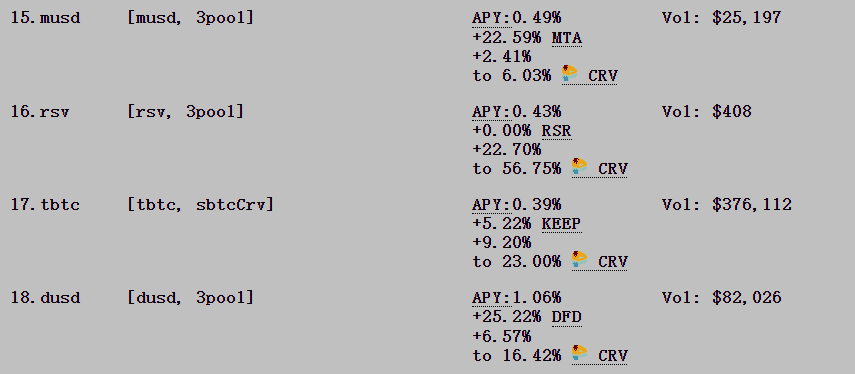 15.musd [musd, 3pool] APY:0.49% Vol: $25,197
+22.59% MTA
+2.41%
to 6.03% CRV
16.rsv [rsv, 3pool] APY:0.43% Vol: $408
+0.00% RSR
+22.70%
to 56.75% CRV
17.tbtc [tbtc, sbtcCrv] APY:0.39% Vol: $376,112
+5.22% KEEP
+9.20%
to 23.00% CRV
18.dusd [dusd, 3pool] APY:1.06% Vol: $82,026
+25.22% DFD
+6.57%
to 16.42% CRV